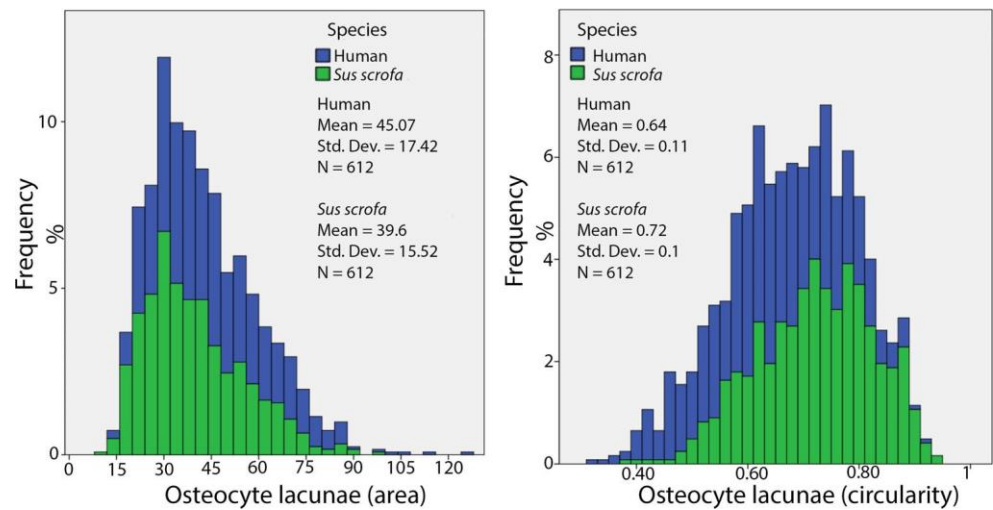 Species
Human
Sus scrofa
Human
Mean = 45.07
Std. Dev. = 17.42
N = 612
Sus scrofa
Mean = 39.6
Std. Dev. = 15.52
N = 612
Frequency
%
10
5
0
0 15 30 45 60 75 90 105 120
Osteocyte lacunae (area)
Species
Human
Sus scrofa
Human
Mean = 0.64
Std. Dev. = 0.11
N = 612
Sus scrofa
Mean = 0.72
Std. Dev. = 0.1
N = 612
Frequency
%
8
6
4
2
0
0.40 0.60 0.80 1
Osteocyte lacunae (circularity)